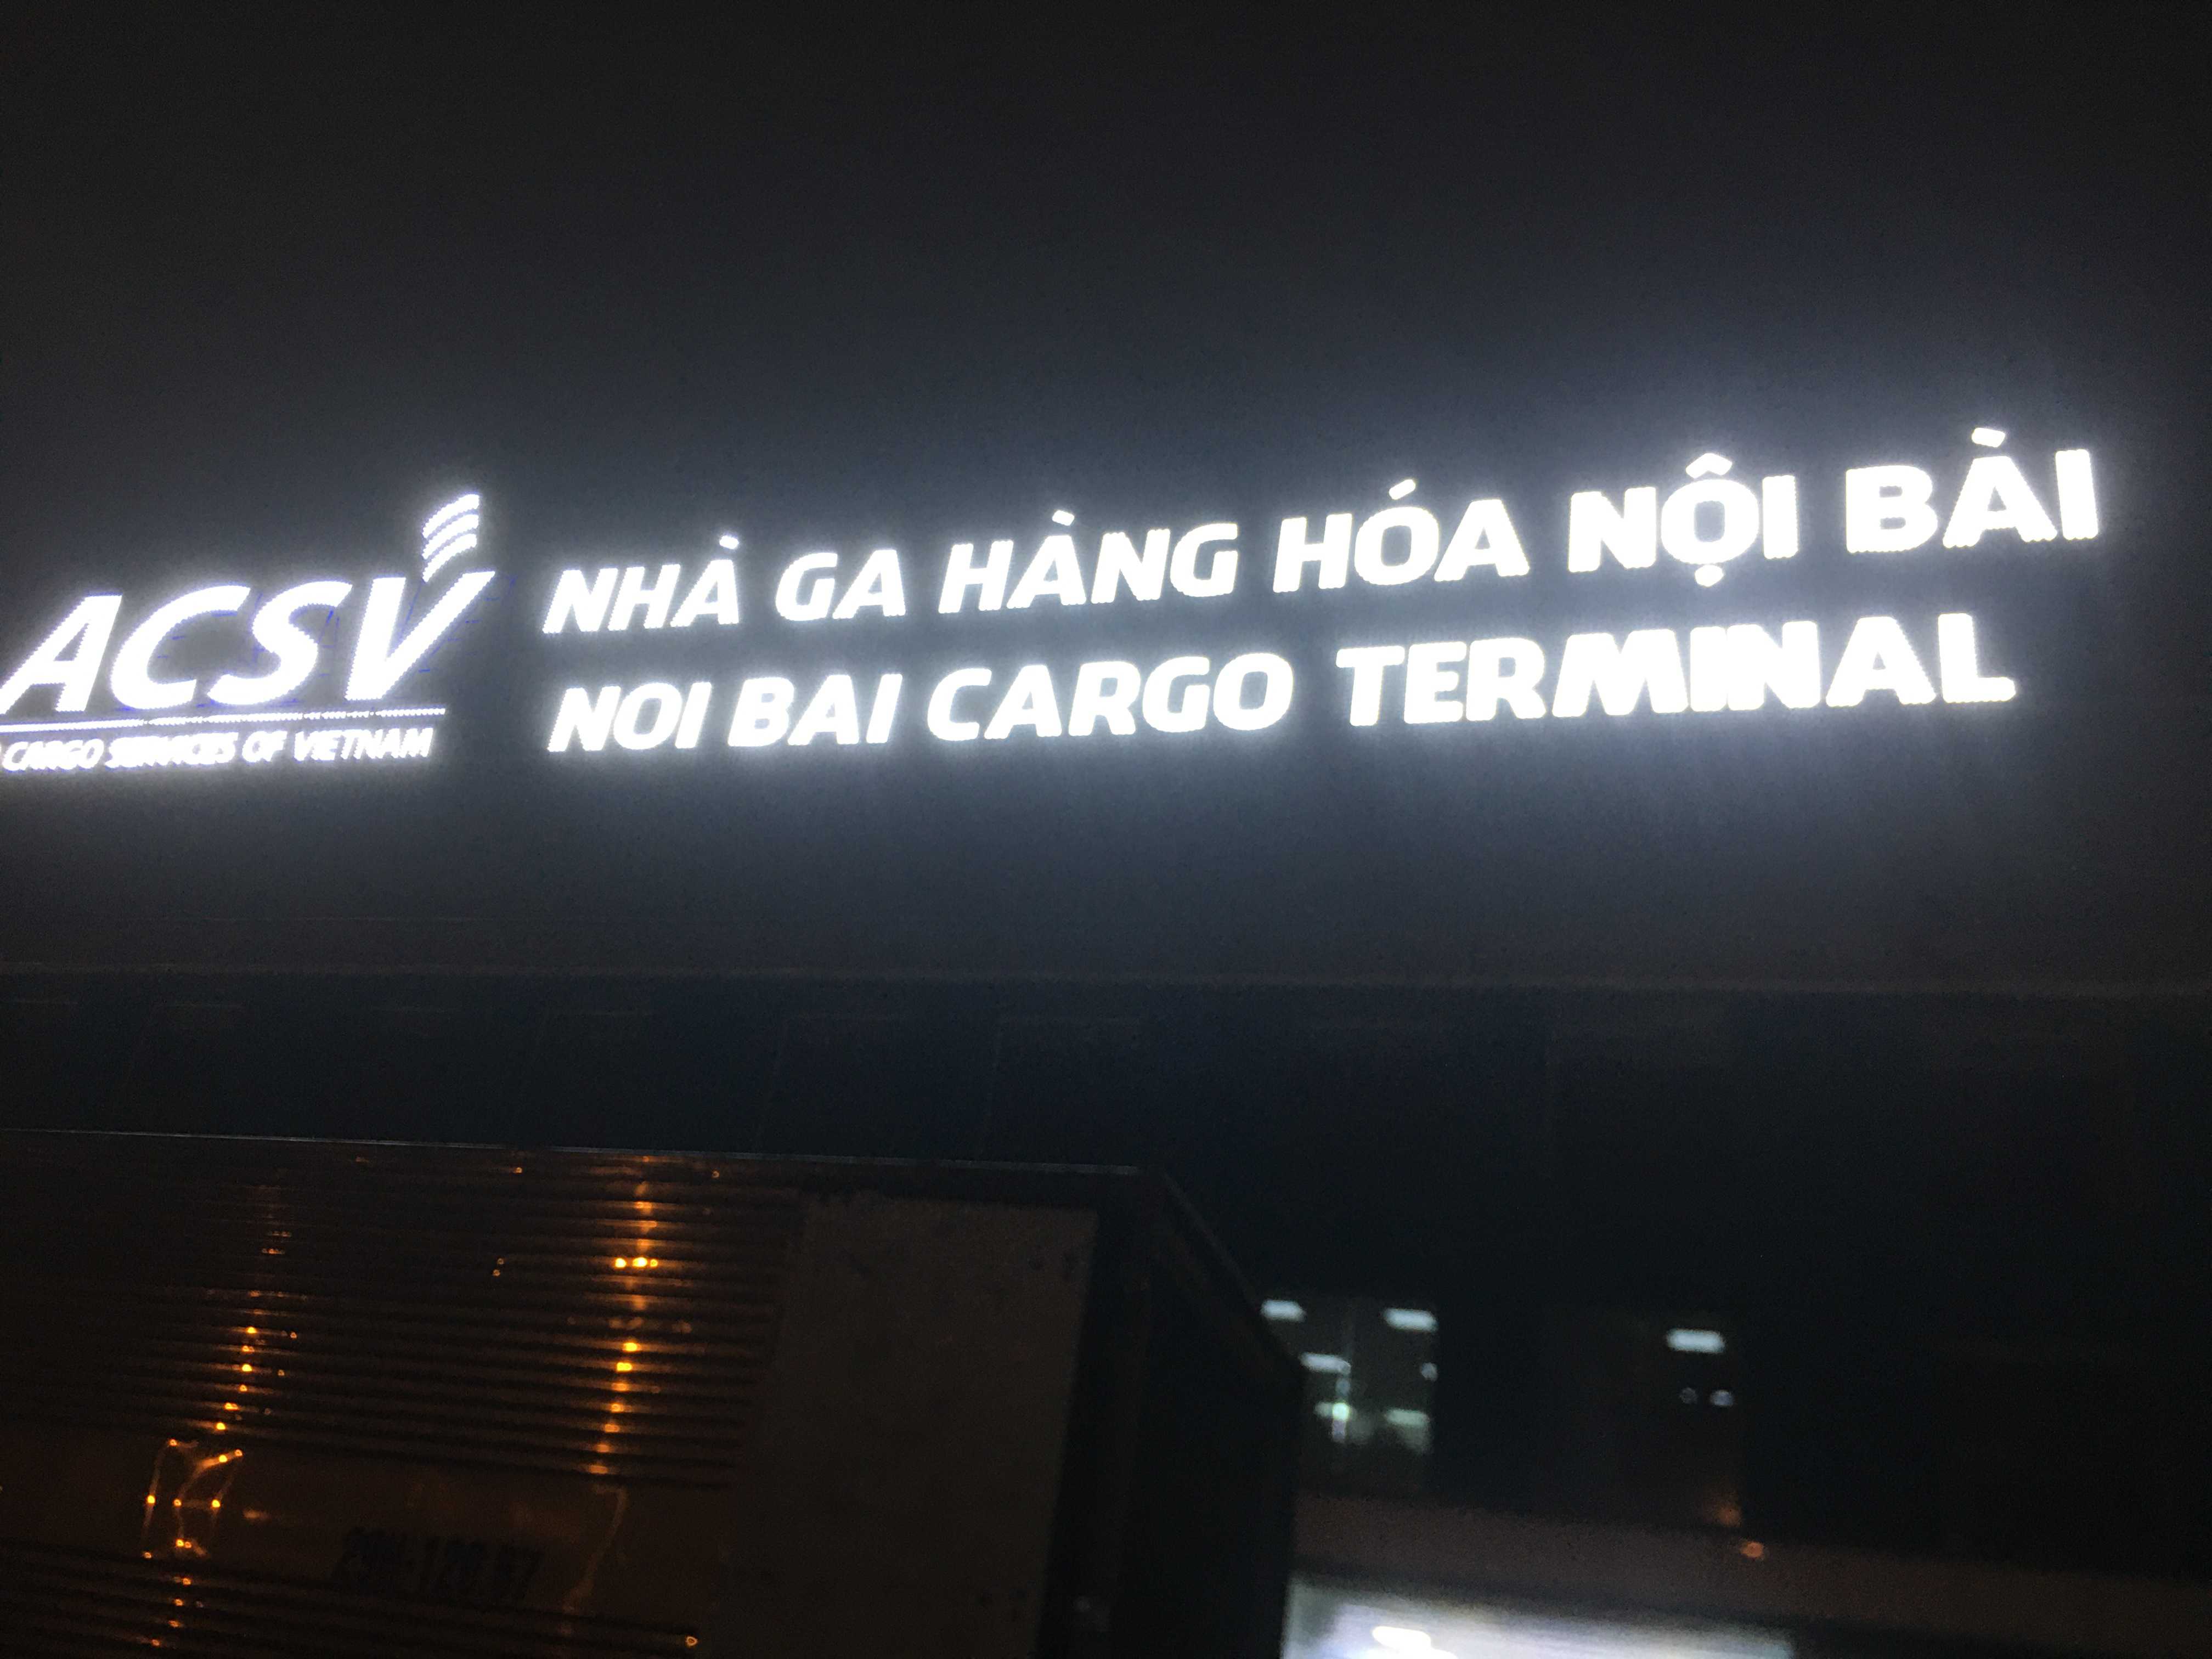 ACSV
CARGO SERVICES OF VIETNAM
NHÀ GA HÀNG HÓA NỘI BÀI
NOI BAI CARGO TERMINAL